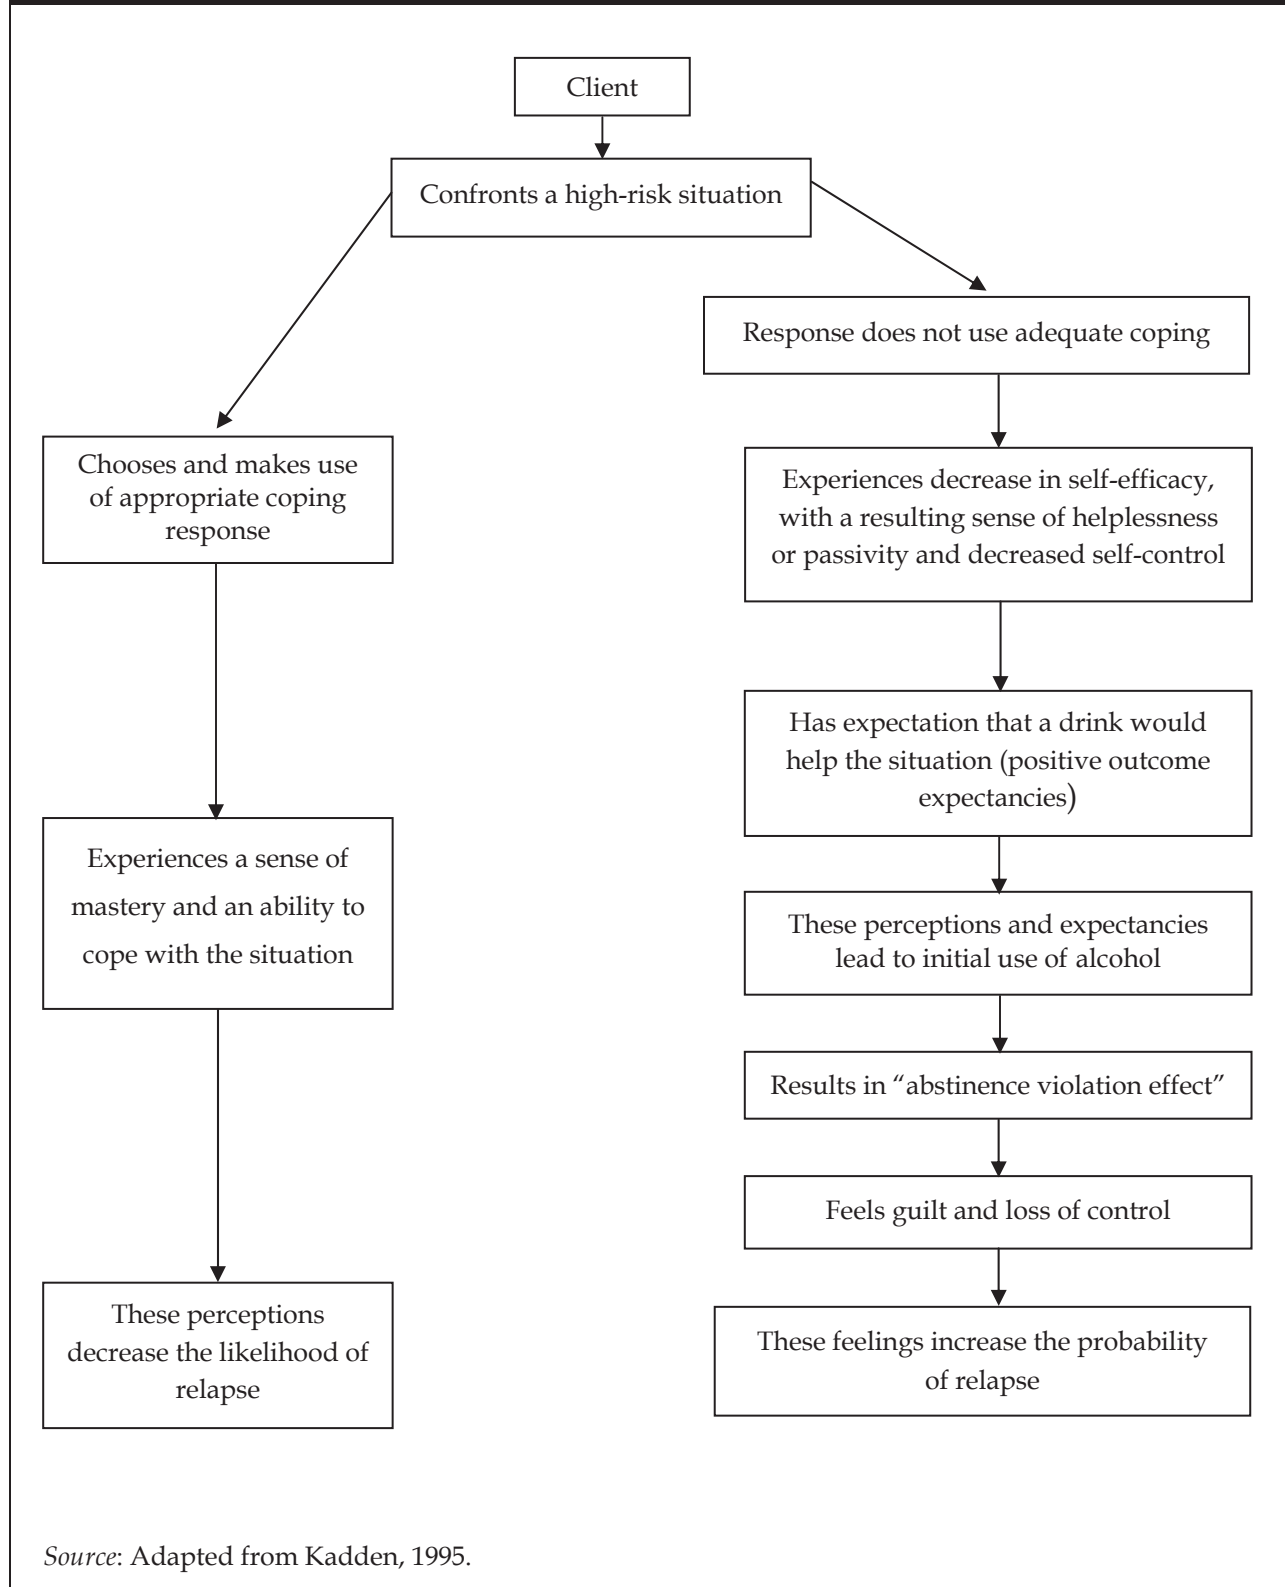 Client
Confronts a high-risk situation
Response does not use adequate coping
Chooses and makes use
of appropriate coping
response
Experiences decrease in self-efficacy,
with a resulting sense of helplessness
or passivity and decreased self-control
Has expectation that a drink would
help the situation (positive outcome
expectancies)
Experiences a sense of
mastery and an ability to
cope with the situation
These perceptions and expectancies
lead to initial use of alcohol
Results in “abstinence violation effect”
Feels guilt and loss of control
These perceptions
decrease the likelihood of
relapse
These feelings increase the probability
of relapse
Source: Adapted from Kadden, 1995.